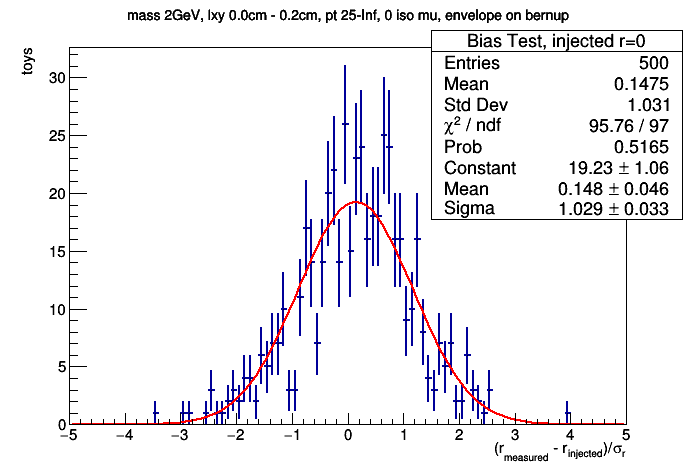 mass 2GeV, lxy 0.0cm - 0.2cm, pt 25-Inf, 0 iso mu, envelope on bernup
Bias Test, injected r=0
Entries 500
Mean 0.1475
Std Dev 1.031
χ² / ndf 95.76 / 97
Prob 0.5165
Constant 19.23 ± 1.06
Mean 0.148 ± 0.046
Sigma 1.029 ± 0.033
toys
30
25
20
15
10
5
0
−5 −4 −3 −2 −1 0 1 2 3 4 5
(r_measured - r_injected)/σ_r